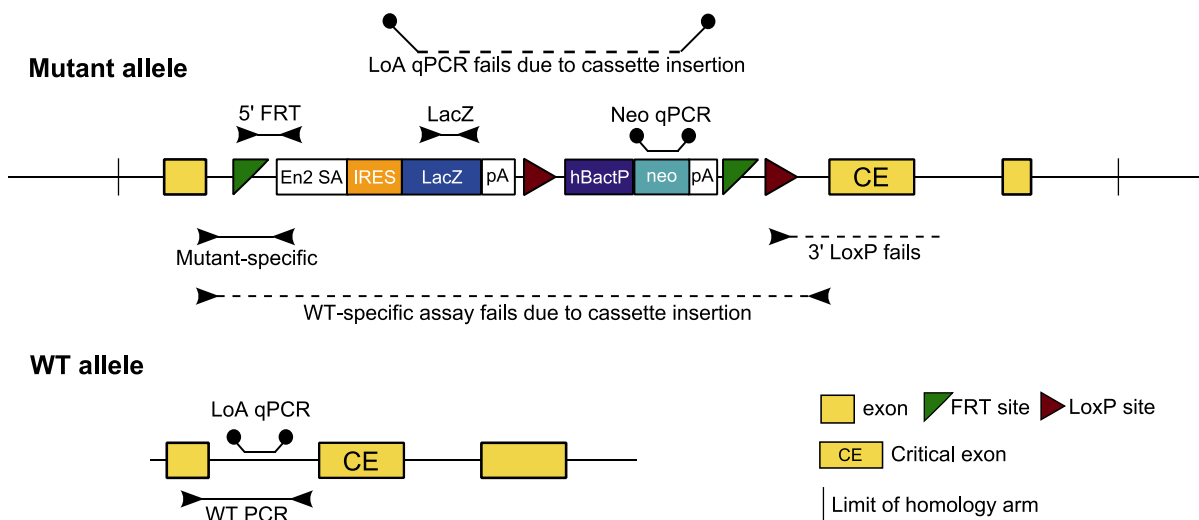 Mutant allele
LoA qPCR fails due to cassette insertion
5' FRT
LacZ
Neo qPCR
En2 SA
IRES
LacZ
pA
hBactP
neo
pA
CE
Mutant-specific
3' LoxP fails
WT-specific assay fails due to cassette insertion
WT allele
LoA qPCR
CE
WT PCR
exon
FRT site
LoxP site
CE
Critical exon
Limit of homology arm